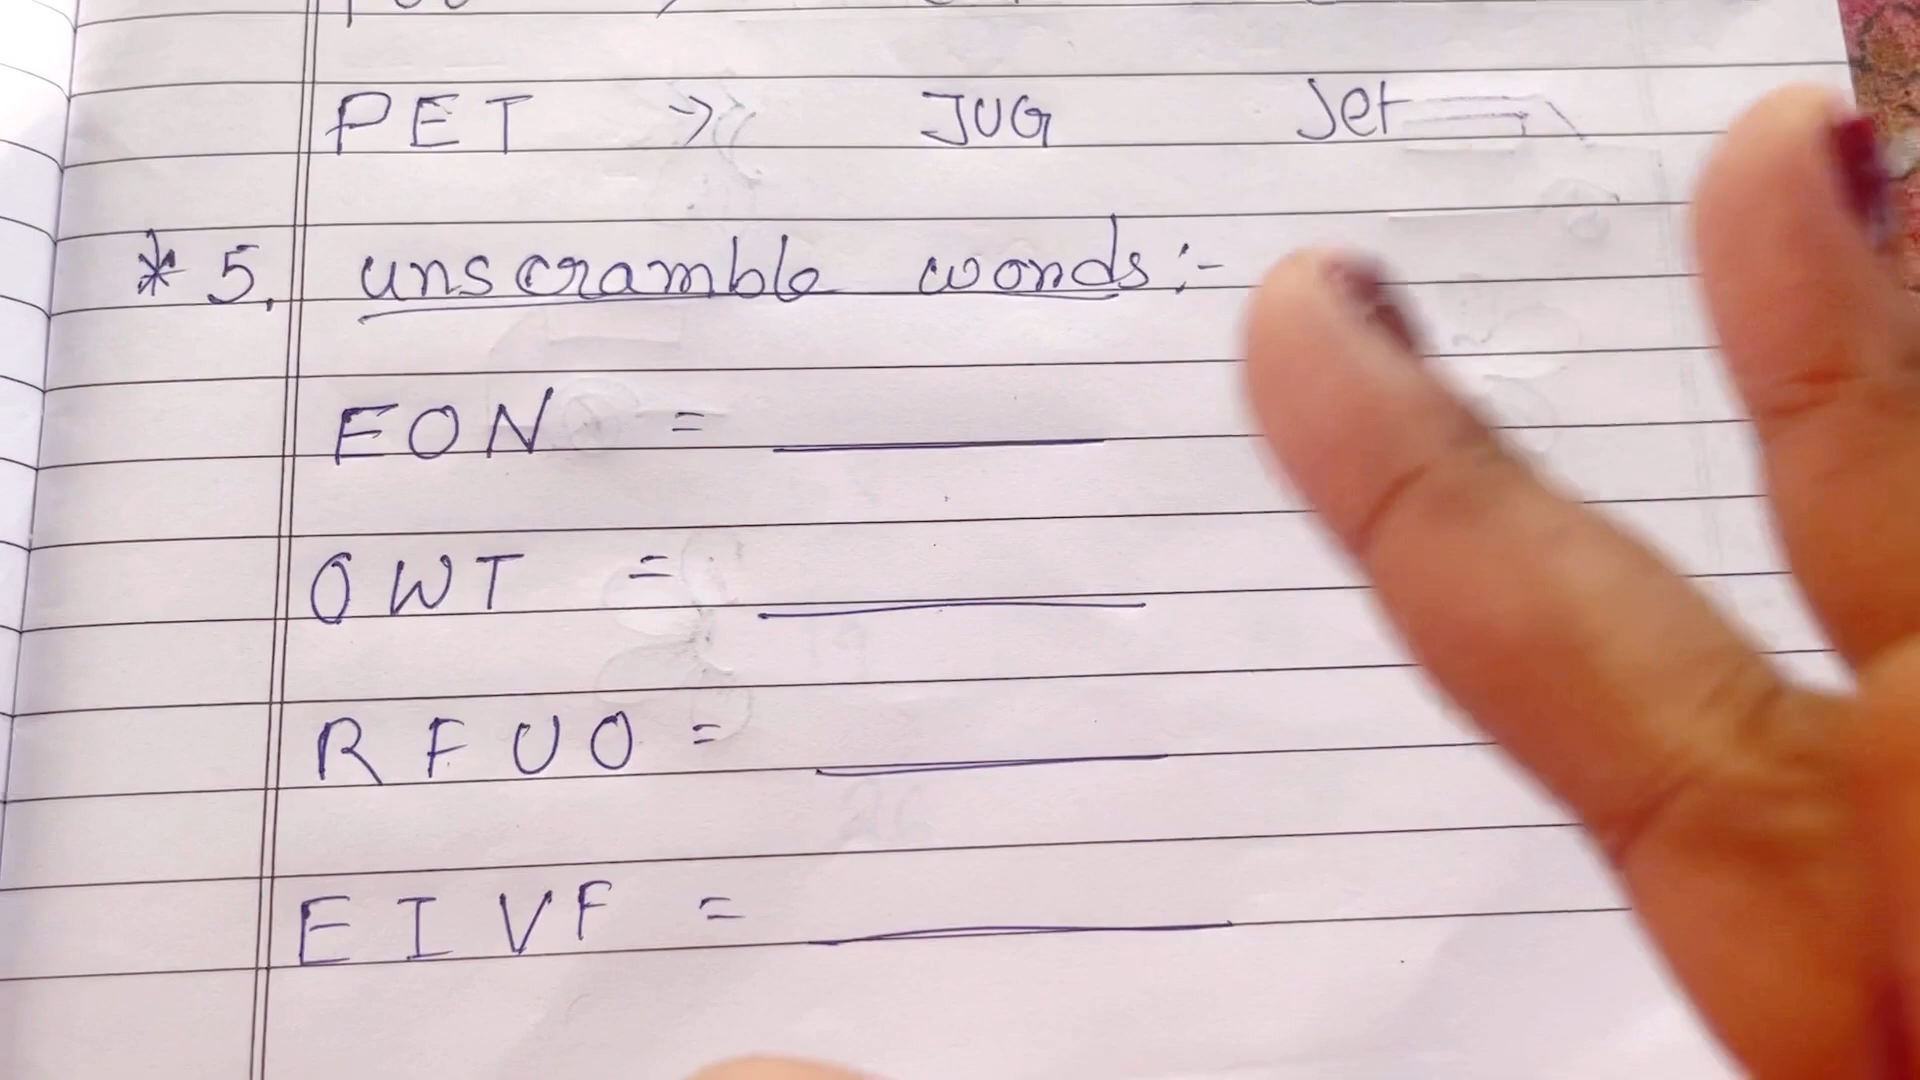 PET > JUG Jet
* 5. unscramble words :-
EON = 
OWT = 
RFUO = 
EIVF =